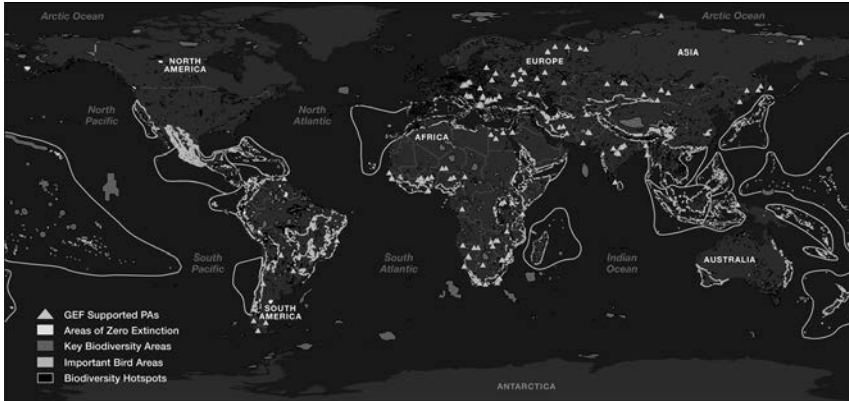 Arctic Ocean
Arctic Ocean
NORTH
AMERICA
EUROPE
ASIA
North
Pacific
North
Atlantic
North
Pacific
AFRICA
South
Pacific
South
Atlantic
Indian
Ocean
AUSTRALIA
SOUTH
AMERICA
GEF Supported PAs
Areas of Zero Extinction
Key Biodiversity Areas
Important Bird Areas
Biodiversity Hotspots
ANTARCTICA